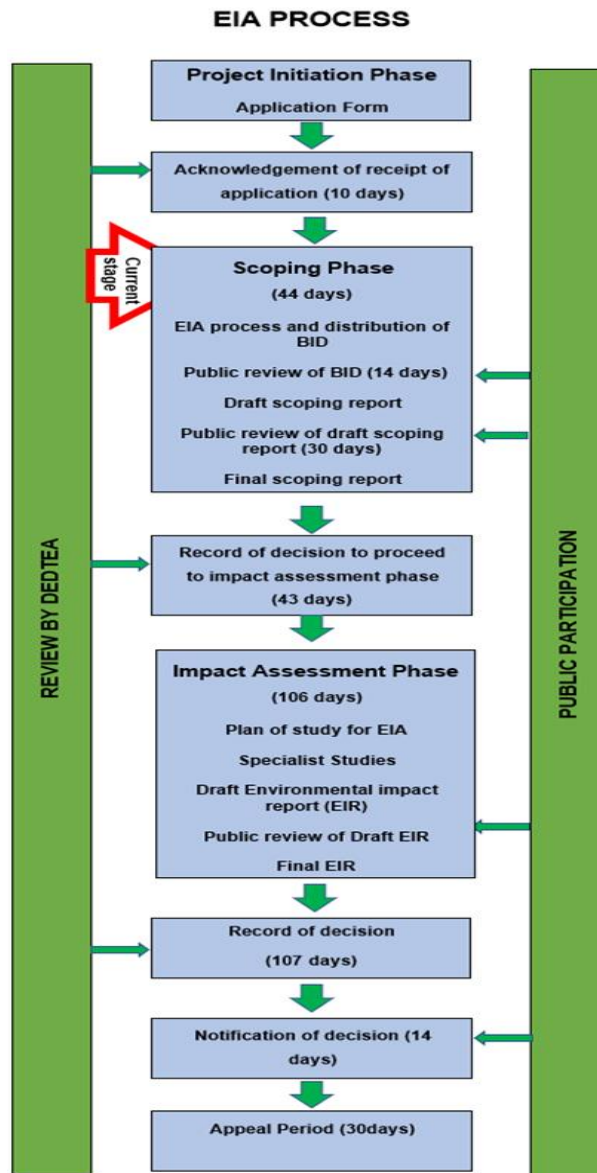 EIA PROCESS
Project Initiation Phase
Application Form
Acknowledgement of receipt of
application (10 days)
Current
stage
Scoping Phase
(44 days)
EIA process and distribution of
BID
Public review of BID (14 days)
Draft scoping report
Public review of draft scoping
report (30 days)
Final scoping report
Record of decision to proceed
to impact assessment phase
(43 days)
REVIEW BY DEDTEA
PUBLIC PARTICIPATION
Impact Assessment Phase
(106 days)
Plan of study for EIA
Specialist Studies
Draft Environmental impact
report (EIR)
Public review of Draft EIR
Final EIR
Record of decision
(107 days)
Notification of decision (14
days)
Appeal Period (30days)